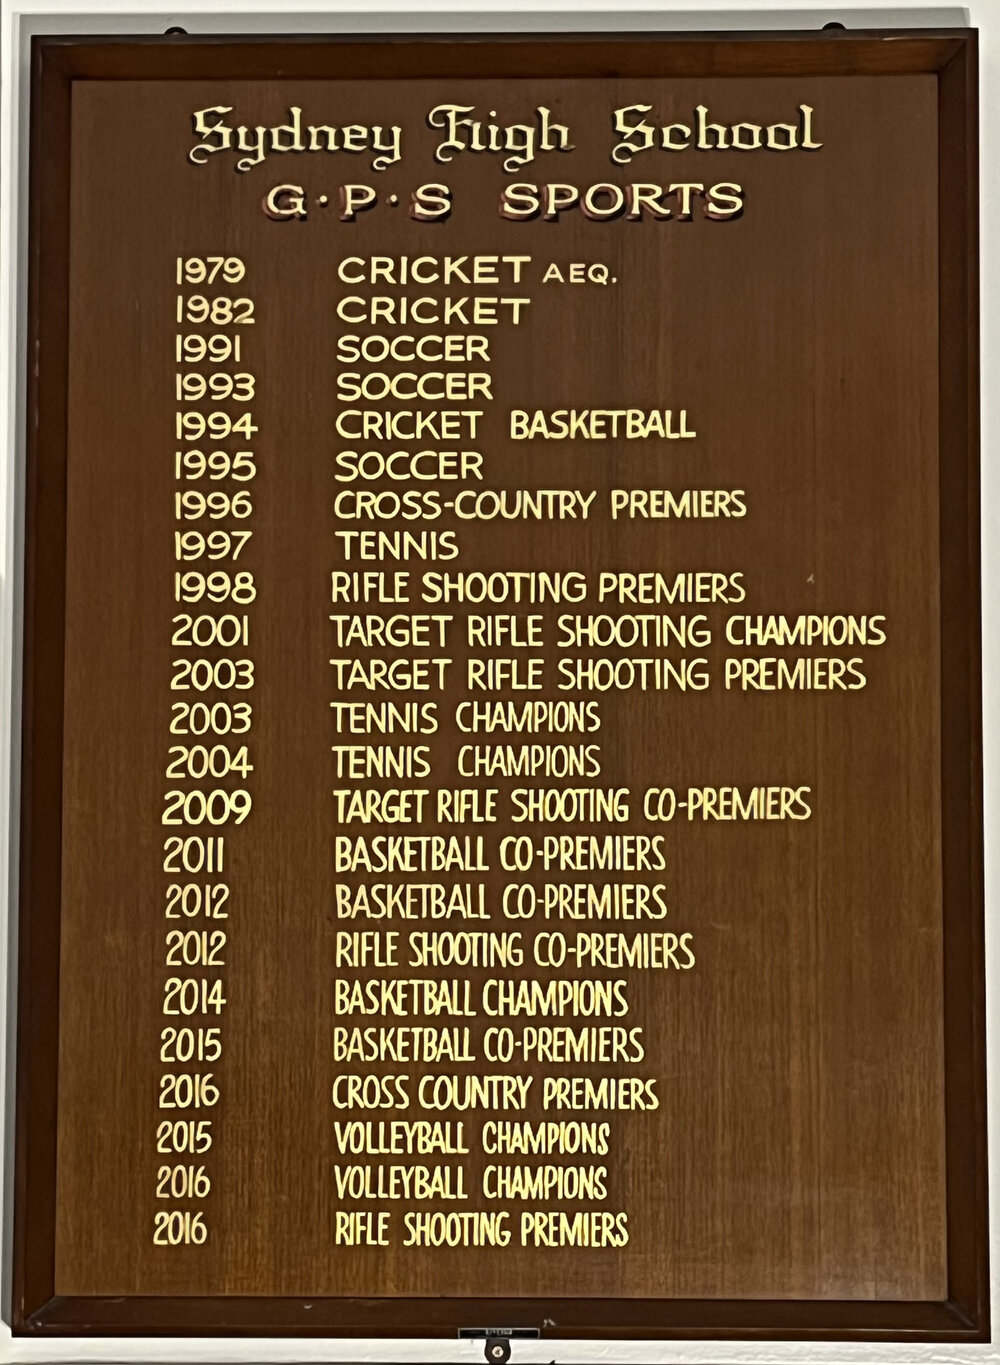 Sydney High School
G·P·S SPORTS
1979 CRICKET AEQ.
1982 CRICKET
1991 SOCCER
1993 SOCCER
1994 CRICKET BASKETBALL
1995 SOCCER
1996 CROSS-COUNTRY PREMIERS
1997 TENNIS
1998 RIFLE SHOOTING PREMIERS
2001 TARGET RIFLE SHOOTING CHAMPIONS
2003 TARGET RIFLE SHOOTING PREMIERS
2003 TENNIS CHAMPIONS
2004 TENNIS CHAMPIONS
2009 TARGET RIFLE SHOOTING CO-PREMIERS
2011 BASKETBALL CO-PREMIERS
2012 BASKETBALL CO-PREMIERS
2012 RIFLE SHOOTING CO-PREMIERS
2014 BASKETBALL CHAMPIONS
2015 BASKETBALL CO-PREMIERS
2016 CROSS COUNTRY PREMIERS
2015 VOLLEYBALL CHAMPIONS
2016 VOLLEYBALL CHAMPIONS
2016 RIFLE SHOOTING PREMIERS